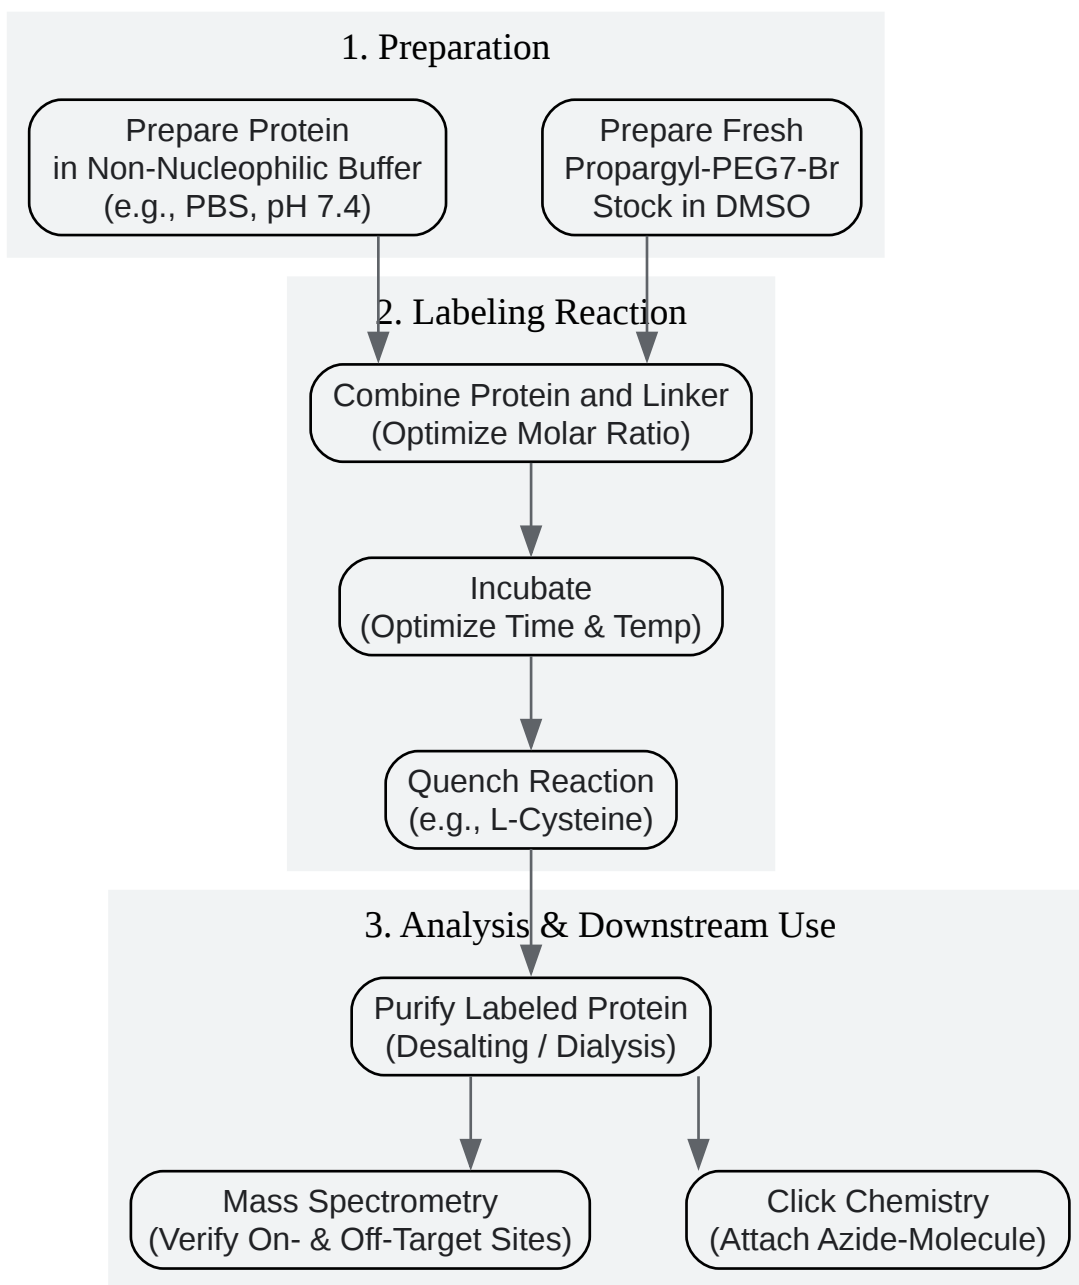 1. Preparation
Prepare Protein
in Non-Nucleophilic Buffer
(e.g., PBS, pH 7.4)
Prepare Fresh
Propargyl-PEG7-Br
Stock in DMSO
2. Labeling Reaction
Combine Protein and Linker
(Optimize Molar Ratio)
Incubate
(Optimize Time & Temp)
Quench Reaction
(e.g., L-Cysteine)
3. Analysis & Downstream Use
Purify Labeled Protein
(Desalting / Dialysis)
Mass Spectrometry
(Verify On- & Off-Target Sites)
Click Chemistry
(Attach Azide-Molecule)